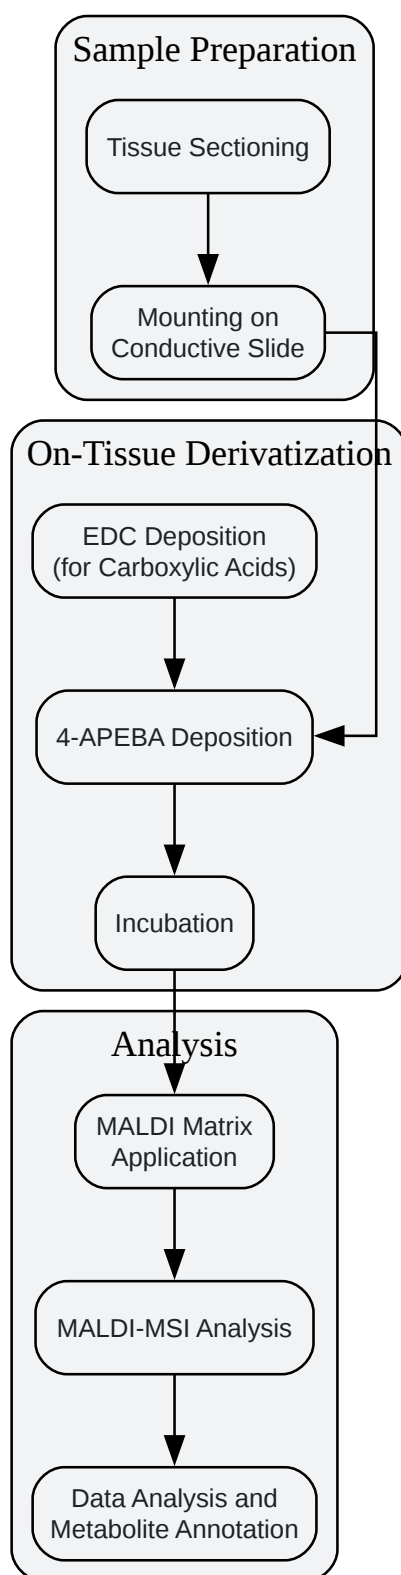 Sample Preparation
Tissue Sectioning
Mounting on
Conductive Slide
On-Tissue Derivatization
EDC Deposition
(for Carboxylic Acids)
4-APEBA Deposition
Incubation
Analysis
MALDI Matrix
Application
MALDI-MSI Analysis
Data Analysis and
Metabolite Annotation